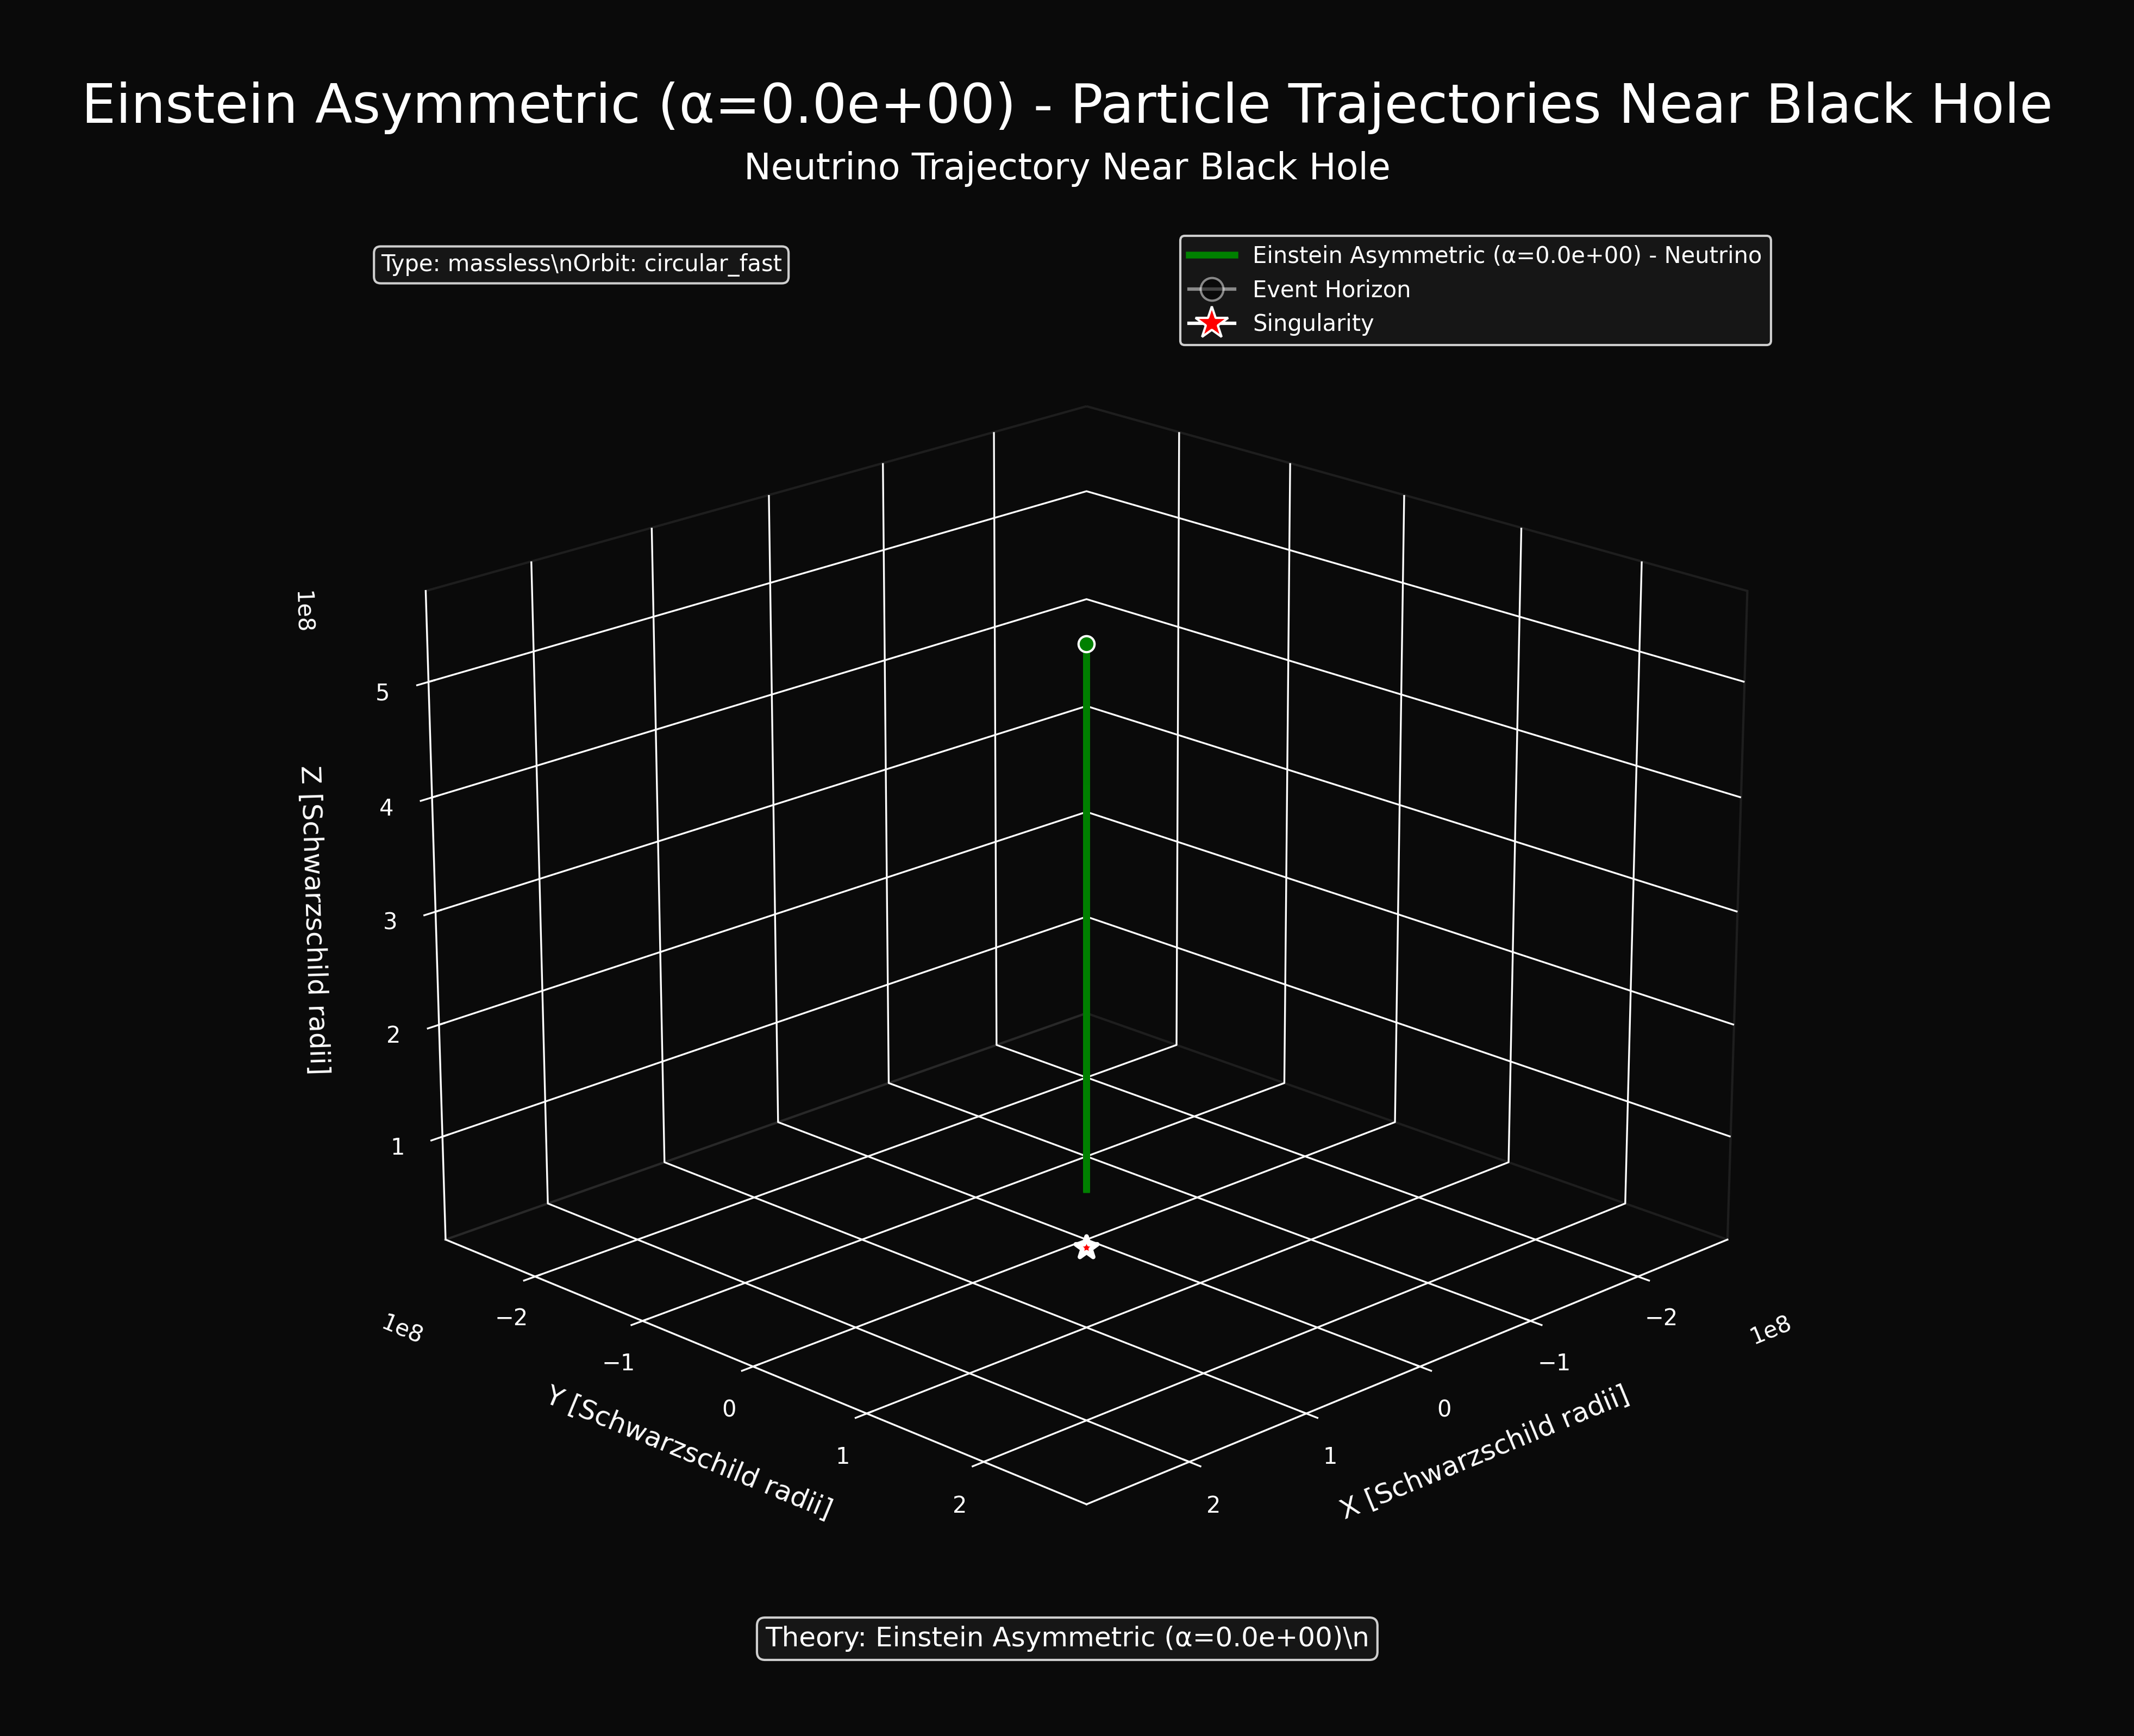 Einstein Asymmetric (α=0.0e+00) - Particle Trajectories Near Black Hole
Neutrino Trajectory Near Black Hole
Type: massless\nOrbit: circular_fast
Einstein Asymmetric (α=0.0e+00) - Neutrino
Event Horizon
Singularity
1e8
5
4
3
2
1
Z [Schwarzschild radii]
1e8
−2
−1
0
1
2
Y [Schwarzschild radii]
1e8
−2
−1
0
1
2
X [Schwarzschild radii]
Theory: Einstein Asymmetric (α=0.0e+00)\n